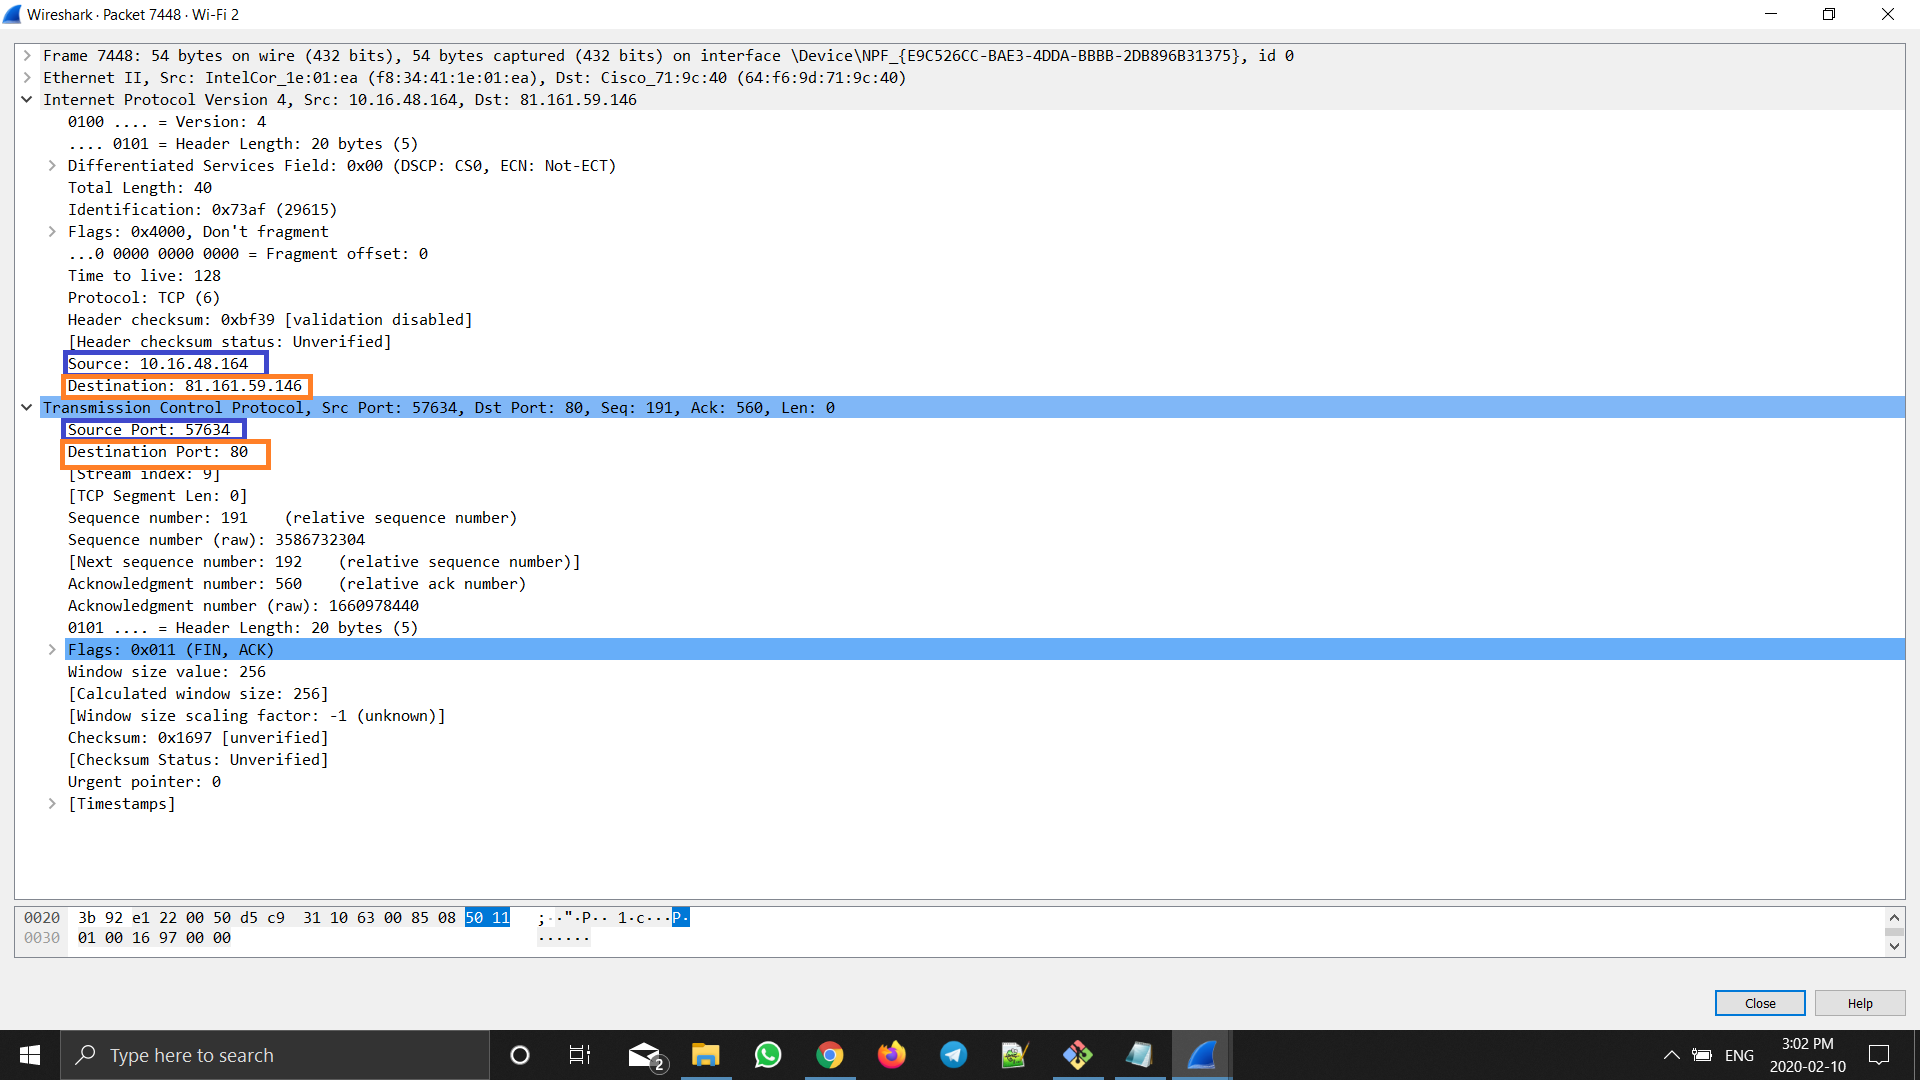 Wireshark · Packet 7448 · Wi-Fi 2
Frame 7448: 54 bytes on wire (432 bits), 54 bytes captured (432 bits) on interface \Device\NPF_{E9C526CC-BAE3-4DDA-BBBB-2DB896B31375}, id 0
Ethernet II, Src: IntelCor_1e:01:ea (f8:34:41:1e:01:ea), Dst: Cisco_71:9c:40 (64:f6:9d:71:9c:40)
Internet Protocol Version 4, Src: 10.16.48.164, Dst: 81.161.59.146
0100 .... = Version: 4
.... 0101 = Header Length: 20 bytes (5)
Differentiated Services Field: 0x00 (DSCP: CS0, ECN: Not-ECT)
Total Length: 40
Identification: 0x73af (29615)
Flags: 0x4000, Don't fragment
...0 0000 0000 0000 = Fragment offset: 0
Time to live: 128
Protocol: TCP (6)
Header checksum: 0xbf39 [validation disabled]
[Header checksum status: Unverified]
Source: 10.16.48.164
Destination: 81.161.59.146
Transmission Control Protocol, Src Port: 57634, Dst Port: 80, Seq: 191, Ack: 560, Len: 0
Source Port: 57634
Destination Port: 80
[Stream index: 9]
[TCP Segment Len: 0]
Sequence number: 191    (relative sequence number)
Sequence number (raw): 3586732304
[Next sequence number: 192    (relative sequence number)]
Acknowledgment number: 560    (relative ack number)
Acknowledgment number (raw): 1660978440
0101 .... = Header Length: 20 bytes (5)
Flags: 0x011 (FIN, ACK)
Window size value: 256
[Calculated window size: 256]
[Window size scaling factor: -1 (unknown)]
Checksum: 0x1697 [unverified]
[Checksum Status: Unverified]
Urgent pointer: 0
[Timestamps]
0020 3b 92 e1 22 00 50 d5 c9  31 10 63 00 85 08 50 11 ;··"·P·· 1·c···P·
0030 01 00 16 97 00 00 ······
Close Help
Type here to search
2
ENG
3:02 PM
2020-02-10